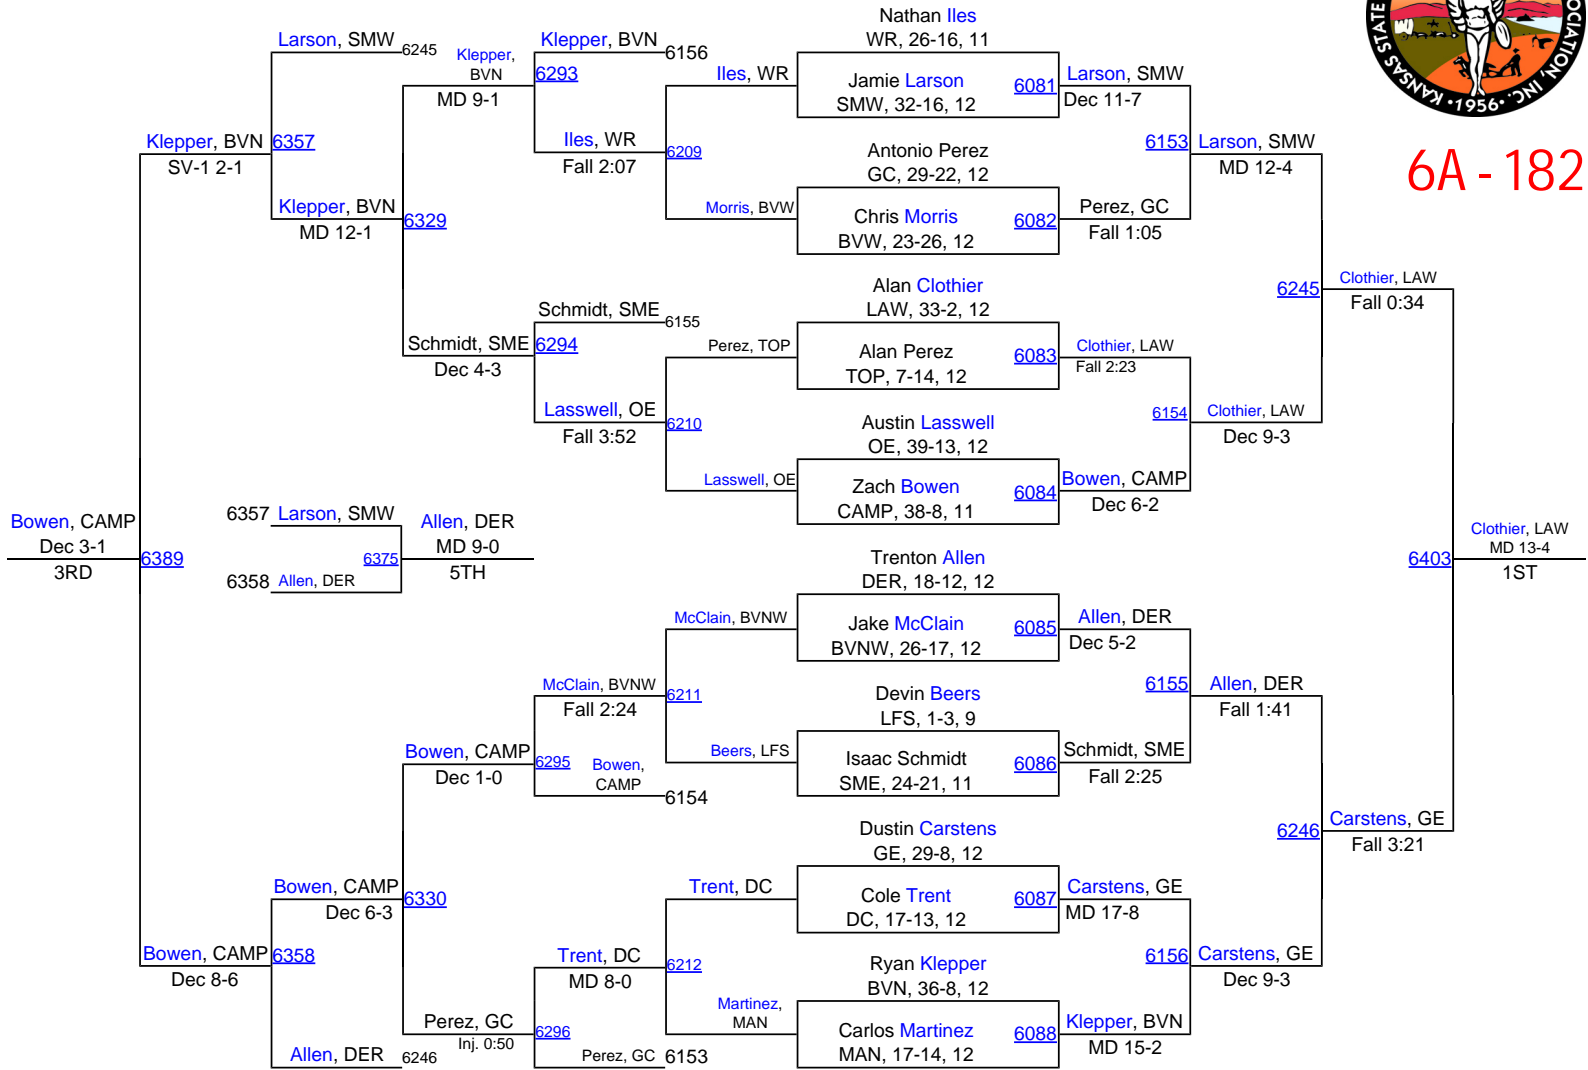 KANSAS STATE
OCIATION, INC.
•1956•
6A - 182
Nathan Iles
WR, 26-16, 11
Jamie Larson
SMW, 32-16, 12
6081
Antonio Perez
GC, 29-22, 12
Chris Morris
BVW, 23-26, 12
6082
Alan Clothier
LAW, 33-2, 12
Alan Perez
TOP, 7-14, 12
6083
Austin Lasswell
OE, 39-13, 12
Zach Bowen
CAMP, 38-8, 11
6084
Trenton Allen
DER, 18-12, 12
Jake McClain
BVNW, 26-17, 12
6085
Devin Beers
LFS, 1-3, 9
Isaac Schmidt
SME, 24-21, 11
6086
Dustin Carstens
GE, 29-8, 12
Cole Trent
DC, 17-13, 12
6087
Ryan Klepper
BVN, 36-8, 12
Carlos Martinez
MAN, 17-14, 12
6088
Larson, SMW
Dec 11-7
6153
Perez, GC
Fall 1:05
Clothier, LAW
Fall 2:23
6154
Bowen, CAMP
Dec 6-2
Allen, DER
Dec 5-2
6155
Schmidt, SME
Fall 2:25
Carstens, GE
MD 17-8
6156
Klepper, BVN
MD 15-2
Larson, SMW
MD 12-4
6245
Clothier, LAW
Dec 9-3
Allen, DER
Fall 1:41
6246
Carstens, GE
Dec 9-3
Clothier, LAW
Fall 0:34
6403
Carstens, GE
Fall 3:21
Clothier, LAW
MD 13-4
1ST
Iles, WR
6209
Morris, BVW
Perez, TOP
6210
Lasswell, OE
McClain, BVNW
6211
Beers, LFS
Trent, DC
6212
Martinez,
MAN
Klepper, BVN
6156
6293
Iles, WR
Fall 2:07
Schmidt, SME
6155
6294
Lasswell, OE
Fall 3:52
McClain, BVNW
Fall 2:24
6295
Bowen,
CAMP
6154
Trent, DC
MD 8-0
6296
Perez, GC
6153
Klepper,
BVN
MD 9-1
6329
Schmidt, SME
Dec 4-3
Bowen, CAMP
Dec 1-0
6330
Perez, GC
Inj. 0:50
Larson, SMW
6245
6357
Klepper, BVN
MD 12-1
Bowen, CAMP
Dec 6-3
6358
Allen, DER
6246
Klepper, BVN
SV-1 2-1
6389
Bowen, CAMP
Dec 8-6
Bowen, CAMP
Dec 3-1
3RD
6357
Larson, SMW
6375
6358
Allen, DER
Allen, DER
MD 9-0
5TH